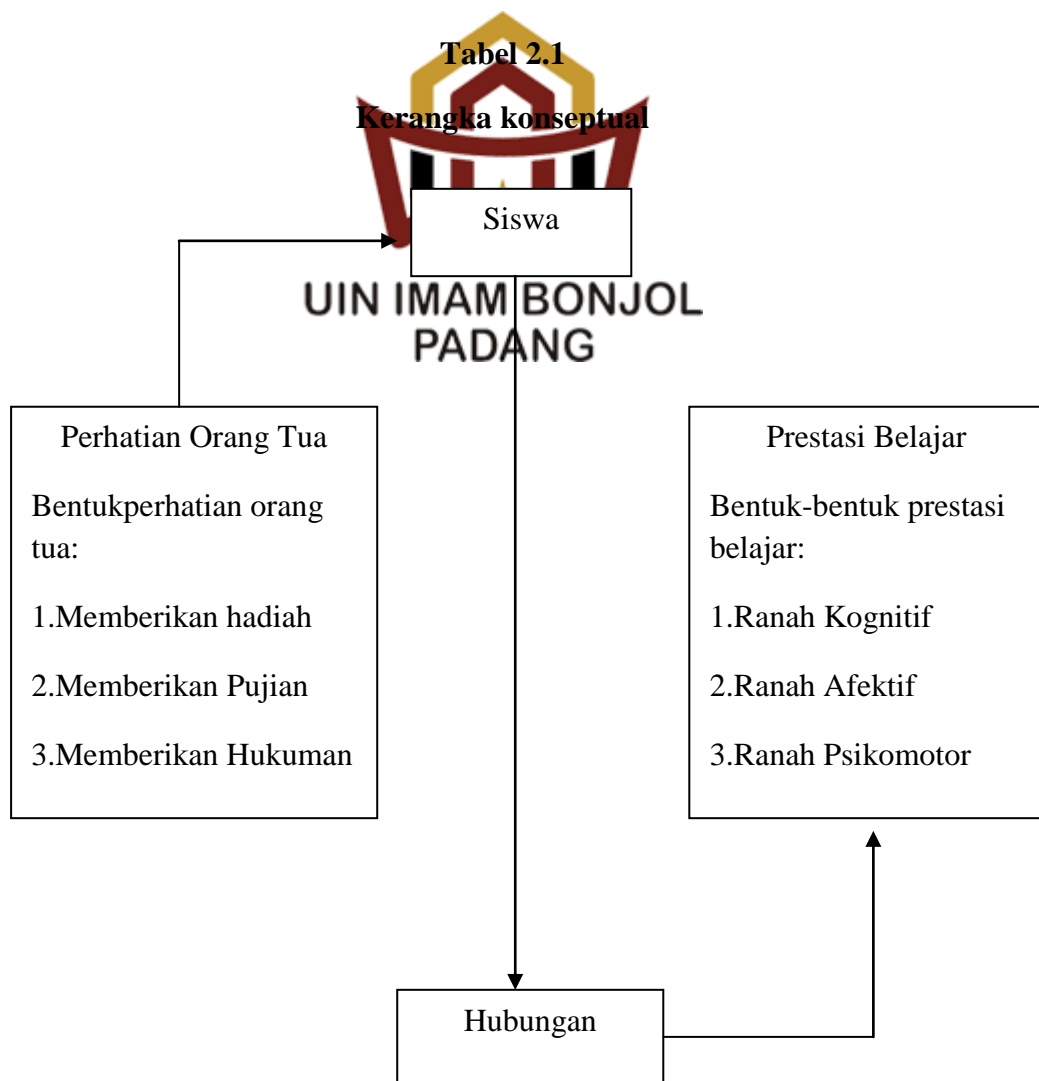 Tabel 2.1
Kerangka konseptual
Siswa
UIN IMAM BONJOL
PADANG
Perhatian Orang Tua
Bentukperhatian orang
tua:
1.Memberikan hadiah
2.Memberikan Pujian
3.Memberikan Hukuman
Prestasi Belajar
Bentuk-bentuk prestasi
belajar:
1.Ranah Kognitif
2.Ranah Afektif
3.Ranah Psikomotor
Hubungan